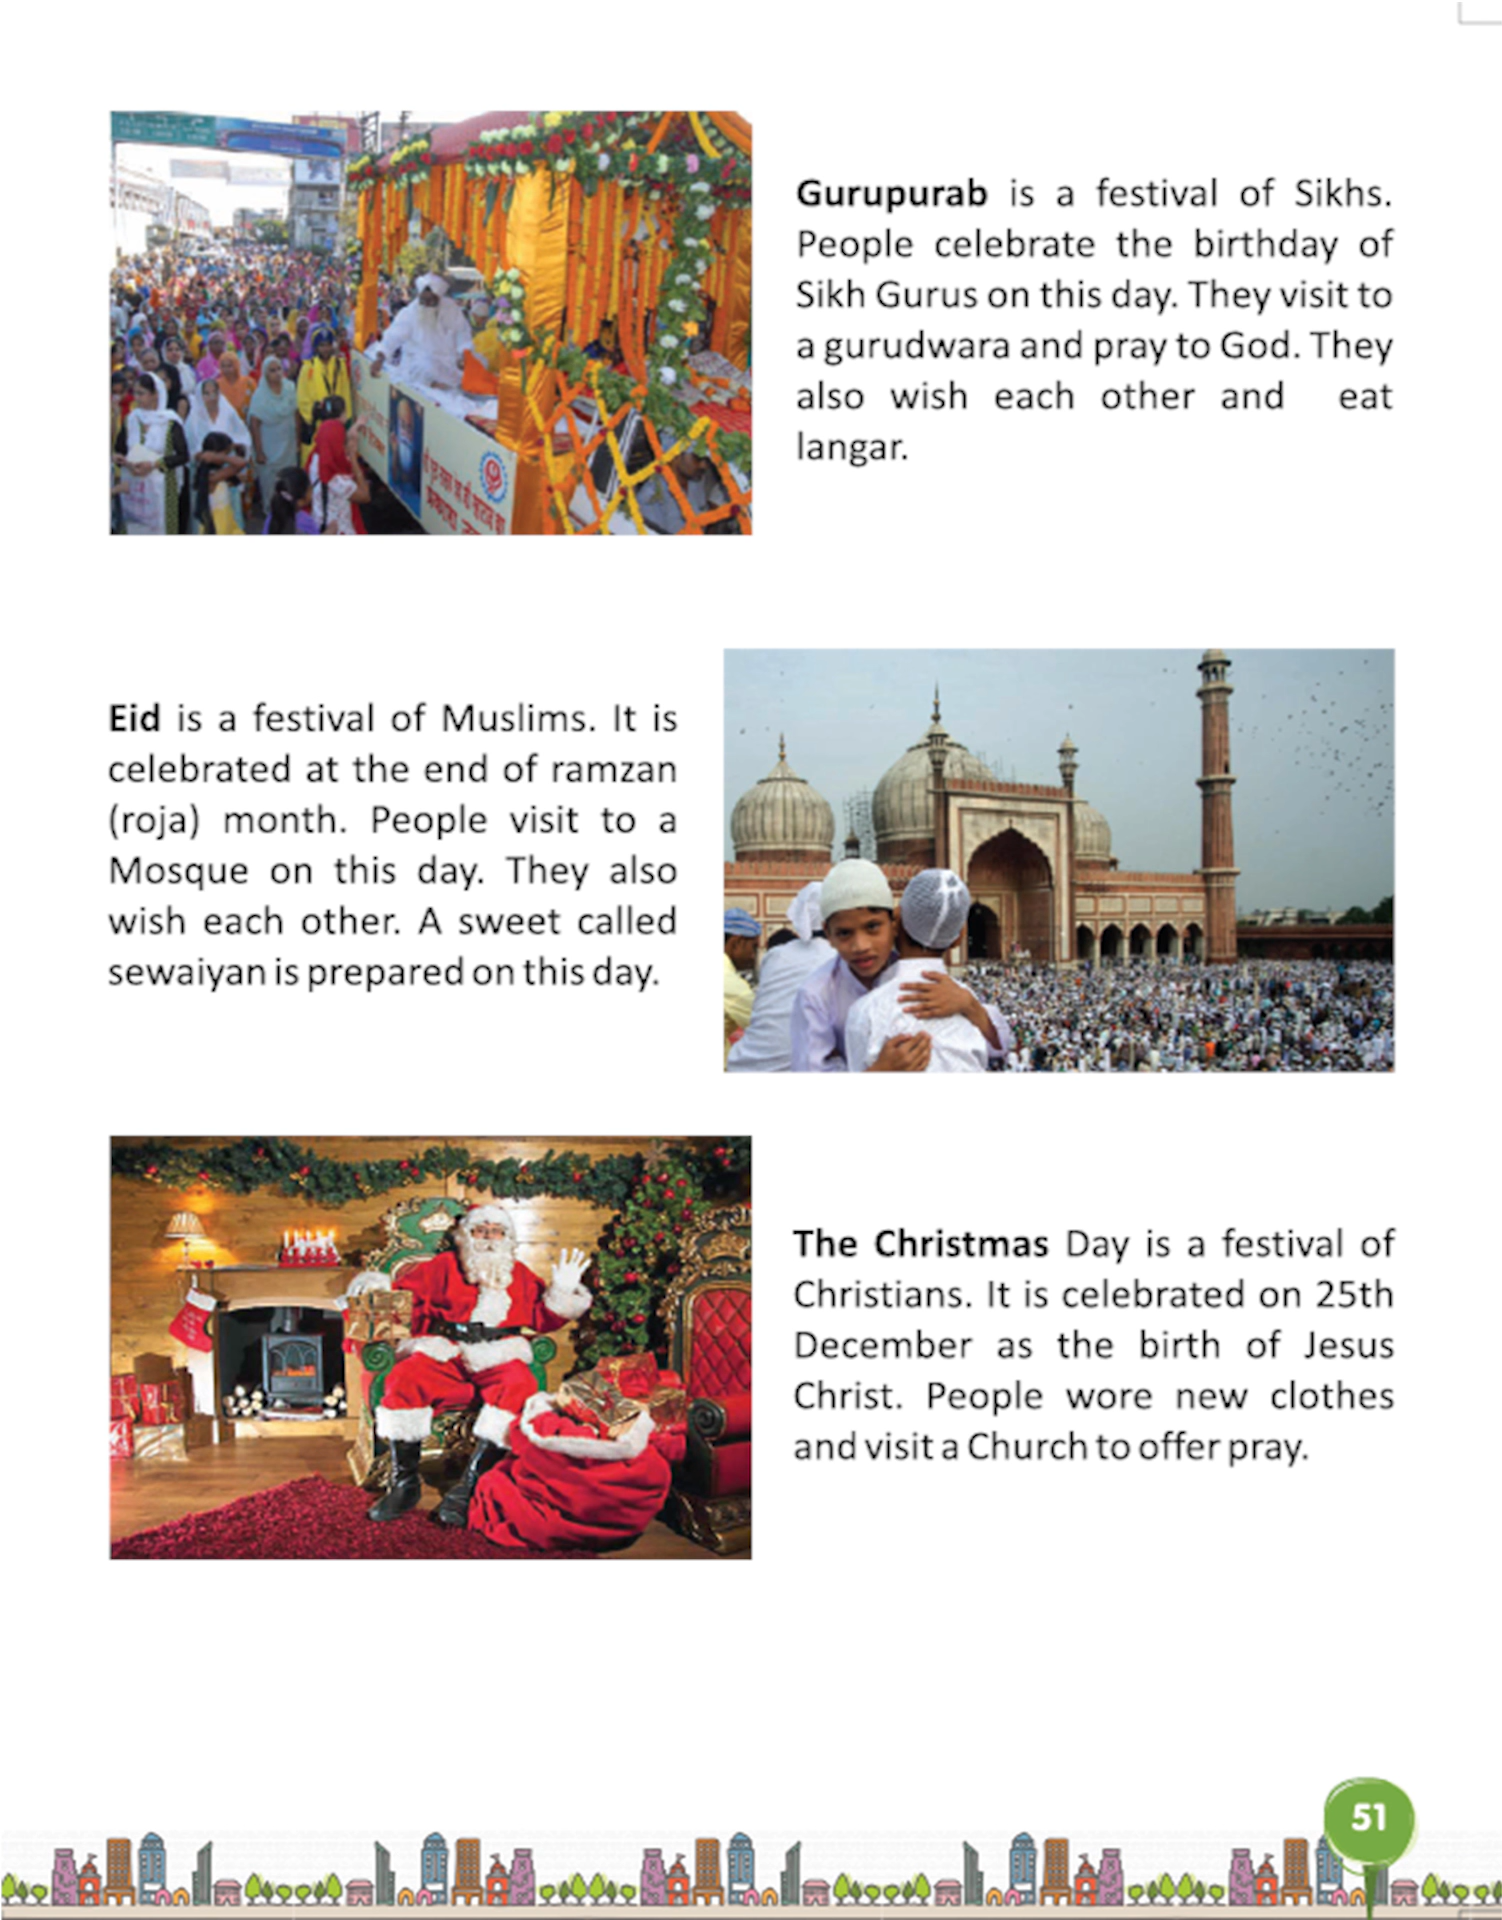 Gurupurab is a festival of Sikhs.
People celebrate the birthday of
Sikh Gurus on this day. They visit to
a gurudwara and pray to God. They
also wish each other and eat
langar.
Eid is a festival of Muslims. It is
celebrated at the end of ramzan
(roja) month. People visit to a
Mosque on this day. They also
wish each other. A sweet called
sewaiyan is prepared on this day.
The Christmas Day is a festival of
Christians. It is celebrated on 25th
December as the birth of Jesus
Christ. People wore new clothes
and visit a Church to offer pray.
51